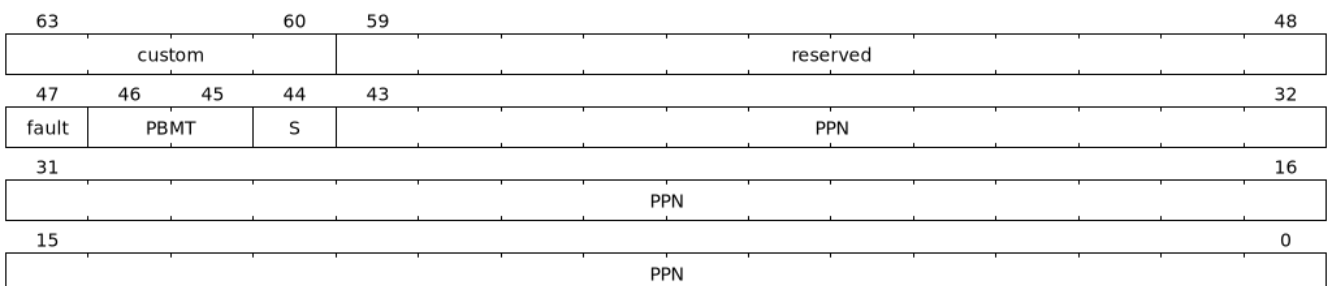 63 60 59 48
custom reserved
47 46 45 44 43 32
fault PBMT S PPN
31 16
PPN
15 0
PPN